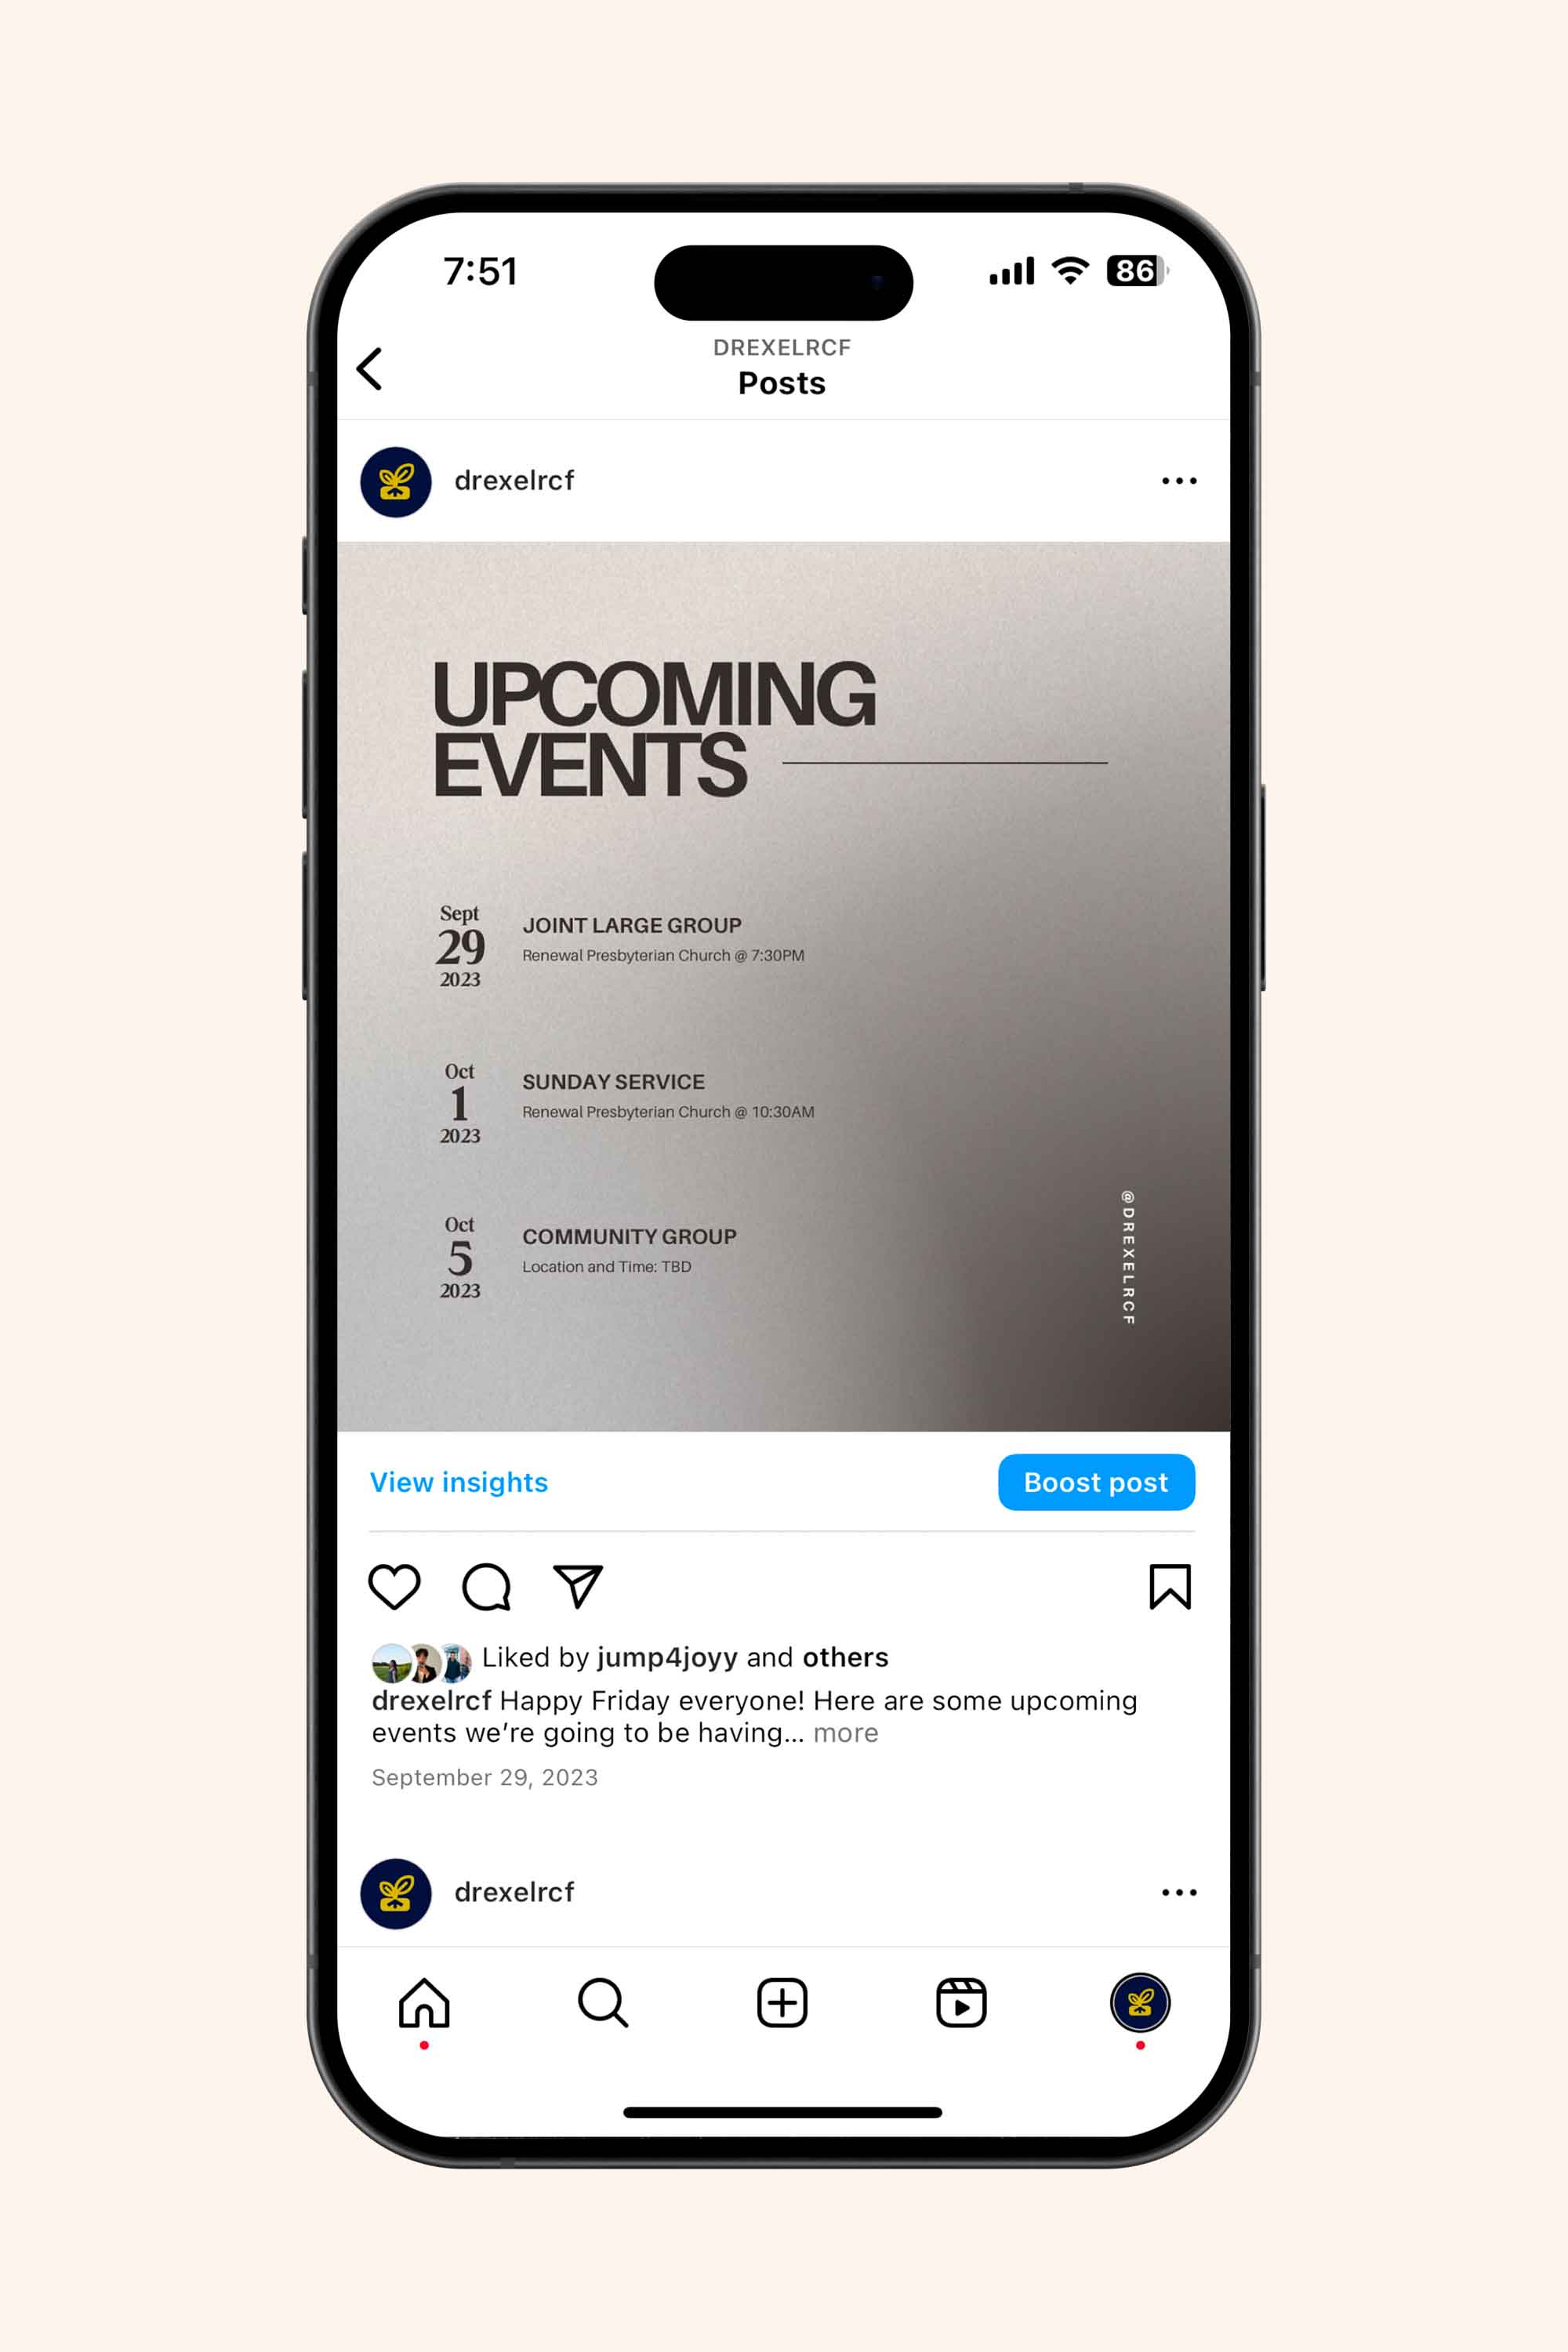 7:51
86
DREXELRCF
Posts
drexelrcf
UPCOMING
EVENTS
Sept
29
2023
JOINT LARGE GROUP
Renewal Presbyterian Church @ 7:30PM
Oct
1
2023
SUNDAY SERVICE
Renewal Presbyterian Church @ 10:30AM
Oct
5
2023
COMMUNITY GROUP
Location and Time: TBD
@DREXELRCF
View insights
Boost post
Liked by jump4joyy and others
drexelrcf Happy Friday everyone! Here are some upcoming
events we’re going to be having... more
September 29, 2023
drexelrcf